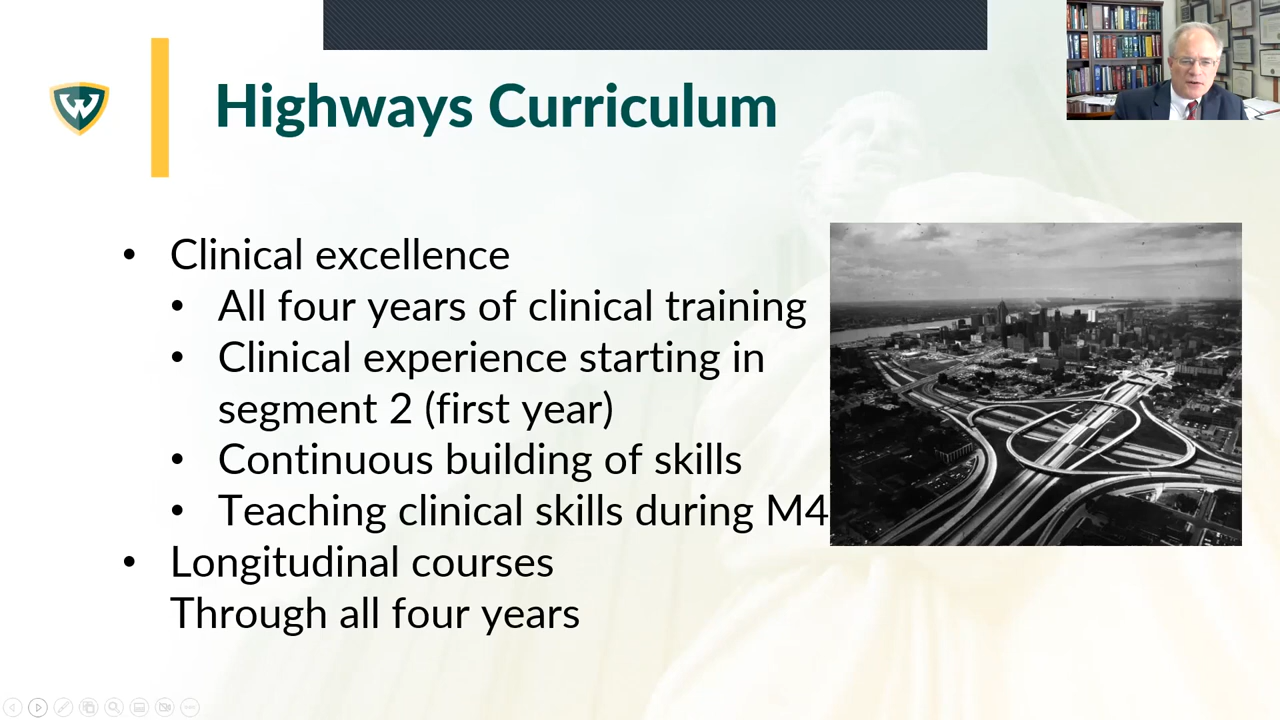 Highways Curriculum
• Clinical excellence
• All four years of clinical training
• Clinical experience starting in
segment 2 (first year)
• Continuous building of skills
• Teaching clinical skills during M4
• Longitudinal courses
Through all four years